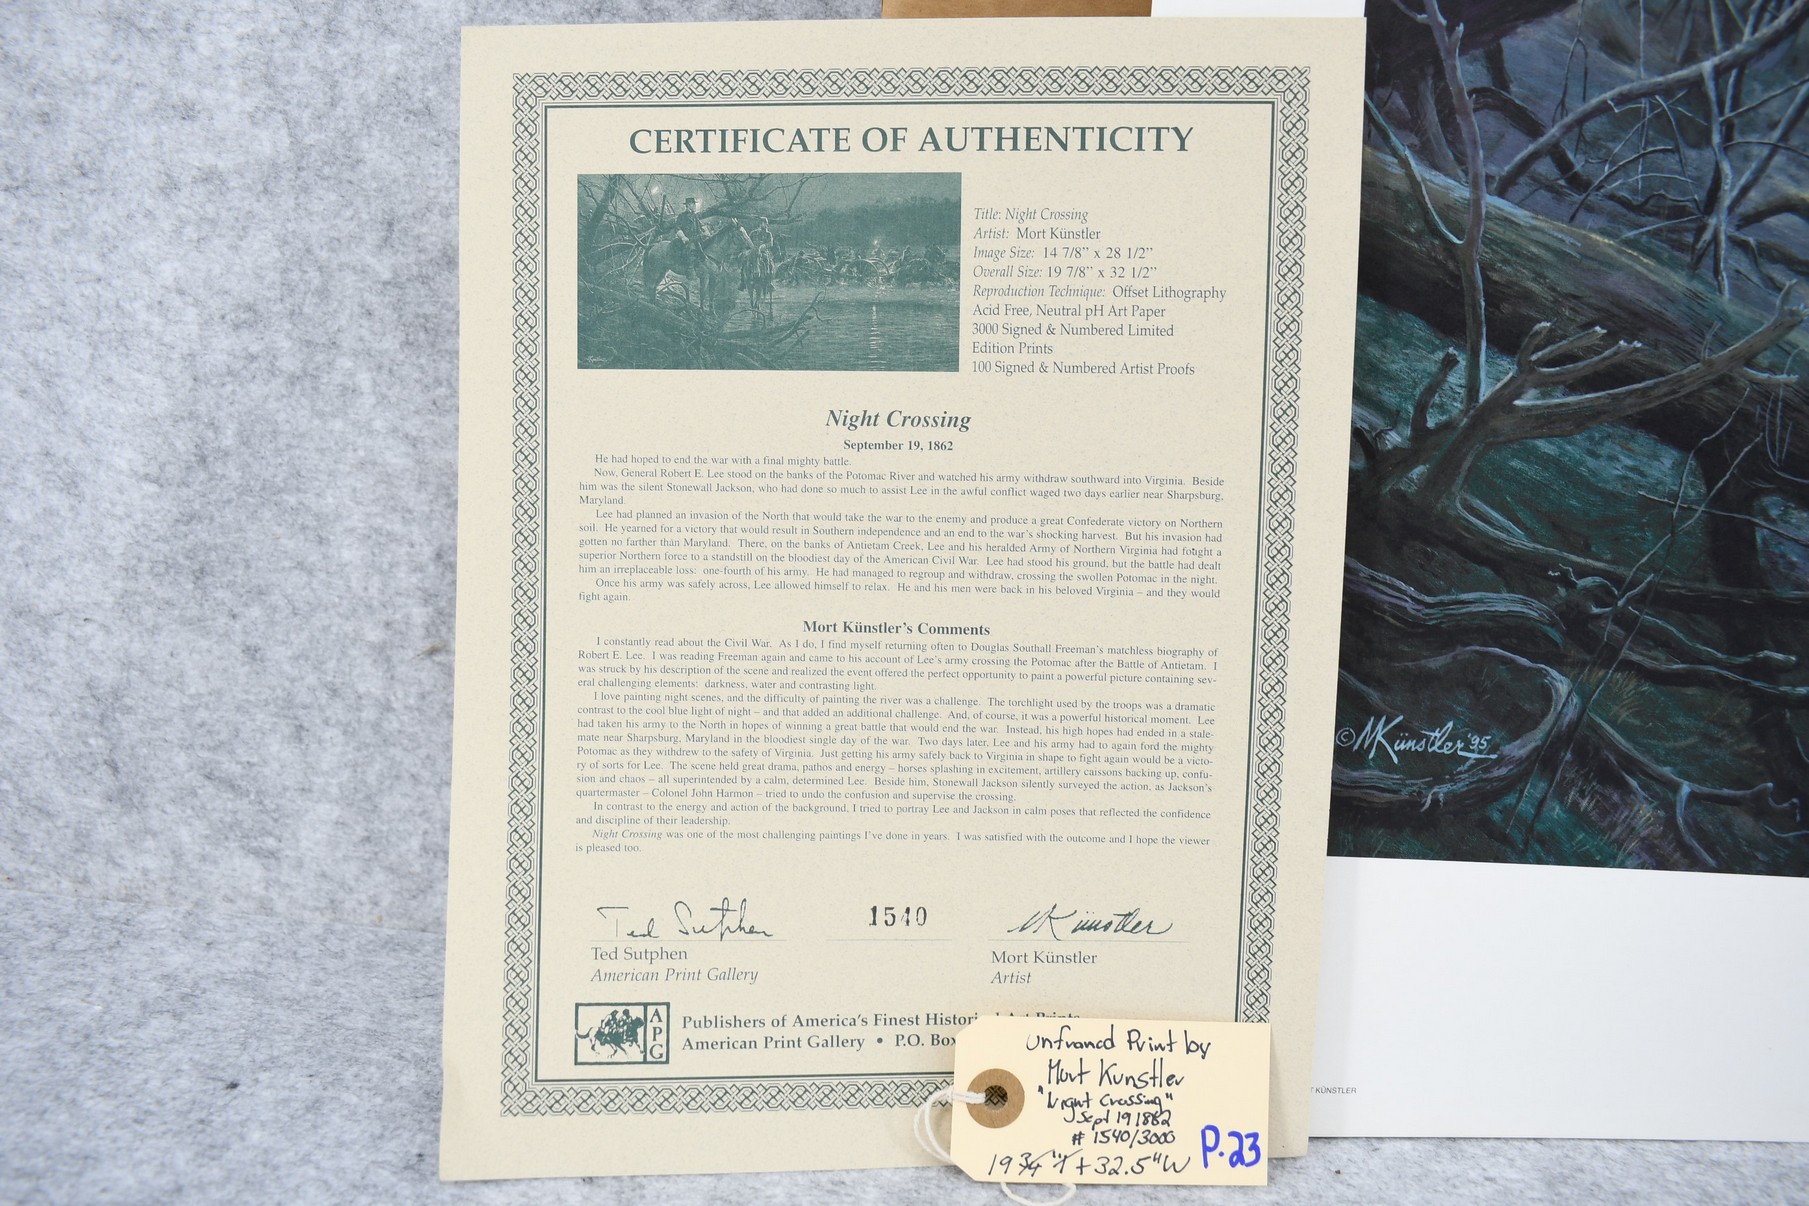 CERTIFICATE OF AUTHENTICITY
Title: Night Crossing
Artist: Mort Künstler
Image Size: 14 7/8" x 28 1/2"
Overall Size: 19 7/8" x 32 1/2"
Reproduction Technique: Offset Lithography
Acid Free, Neutral pH Art Paper
3000 Signed & Numbered Limited
Edition Prints
100 Signed & Numbered Artist Proofs
Night Crossing
September 19, 1862
He had hoped to end the war with a final mighty battle.
Now, General Robert E. Lee stood on the banks of the Potomac River and watched his army withdraw southward into Virginia. Beside
him was the silent Stonewall Jackson, who had done so much to assist Lee in the awful conflict waged two days earlier near Sharpsburg,
Maryland.
Lee had planned an invasion of the North that would take the war to the enemy and produce a great Confederate victory on Northern
soil. He yearned for a victory that would result in Southern independence and an end to the war's shocking harvest. But his invasion had
gotten no farther than Maryland. There, on the banks of Antietam Creek, Lee and his heralded Army of Northern Virginia had fought a
superior Northern force to a standstill on the bloodiest day of the American Civil War. Lee had stood his ground, but the battle had dealt
him an irreplaceable loss: one-fourth of his army. He had managed to regroup and withdraw, crossing the swollen Potomac in the night.
Once his army was safely across, Lee allowed himself to relax. He and his men were back in his beloved Virginia – and they would
fight again.
Mort Künstler's Comments
I constantly read about the Civil War. As I do, I find myself returning often to Douglas Southall Freeman's matchless biography of
Robert E. Lee. I was reading Freeman again and came to his account of Lee's army crossing the Potomac after the Battle of Antietam. I
was struck by his description of the scene and realized the event offered the perfect opportunity to paint a powerful picture containing sev-
eral challenging elements: darkness, water and contrasting light.
I love painting night scenes, and the difficulty of painting the river was a challenge. The torchlight used by the troops was a dramatic
contrast to the cool blue light of night – and that added an additional challenge. And, of course, it was a powerful historical moment. Lee
had taken his army to the North in hopes of winning a great battle that would end the war. Instead, his high hopes had ended in a stale-
mate near Sharpsburg, Maryland in the bloodiest single day of the war. Two days later, Lee and his army had to again ford the mighty
Potomac as they withdrew to the safety of Virginia. Just getting his army safely back to Virginia in shape to fight again would be a victo-
ry of sorts for Lee. The scene held great drama, pathos and energy – horses splashing in excitement, artillery caissons backing up, confu-
sion and chaos – all superintended by a calm, determined Lee. Beside him, Stonewall Jackson silently surveyed the action, as Jackson's
quartermaster – Colonel John Harmon – tried to undo the confusion and supervise the crossing.
In contrast to the energy and action of the background, I tried to portray Lee and Jackson in calm poses that reflected the confidence
and discipline of their leadership.
Night Crossing was one of the most challenging paintings I've done in years. I was satisfied with the outcome and I hope the viewer
is pleased too.
Ted Sutphen
1540
MKünstler
Ted Sutphen
American Print Gallery
Mort Künstler
Artist
APG
Publishers of America's Finest Historical Art Prints
American Print Gallery • P.O. Box
Unframed Print by
Mort Kunstler
"Night Crossing"
Sept 19 1882
# 1540/3000
19 3/4 "T + 32.5"W
P.23
© MKünstler '95
T KÜNSTLER